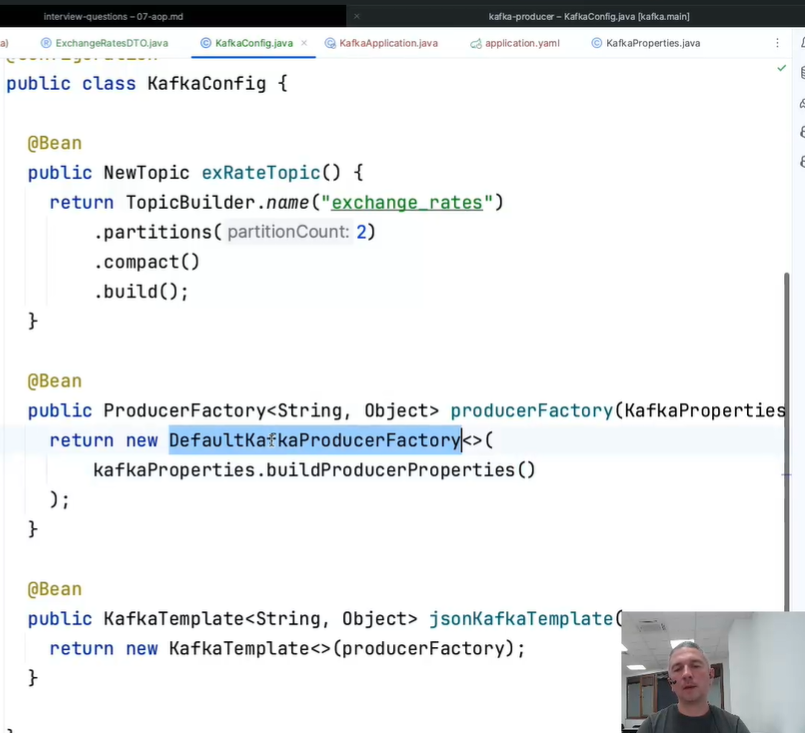 interview-questions – 07-aop.md
kafka-producer – KafkaConfig.java [kafka.main]
a) ExchangeRatesDTO.java KafkaConfig.java KafkaApplication.java application.yaml KafkaProperties.java
public class KafkaConfig {
@Bean
public NewTopic exRateTopic() {
return TopicBuilder.name("exchange_rates")
.partitions( partitionCount: 2)
.compact()
.build();
}
@Bean
public ProducerFactory<String, Object> producerFactory(KafkaProperties
return new DefaultKafkaProducerFactory<>(
kafkaProperties.buildProducerProperties()
);
}
@Bean
public KafkaTemplate<String, Object> jsonKafkaTemplate(
return new KafkaTemplate<>(producerFactory);
}